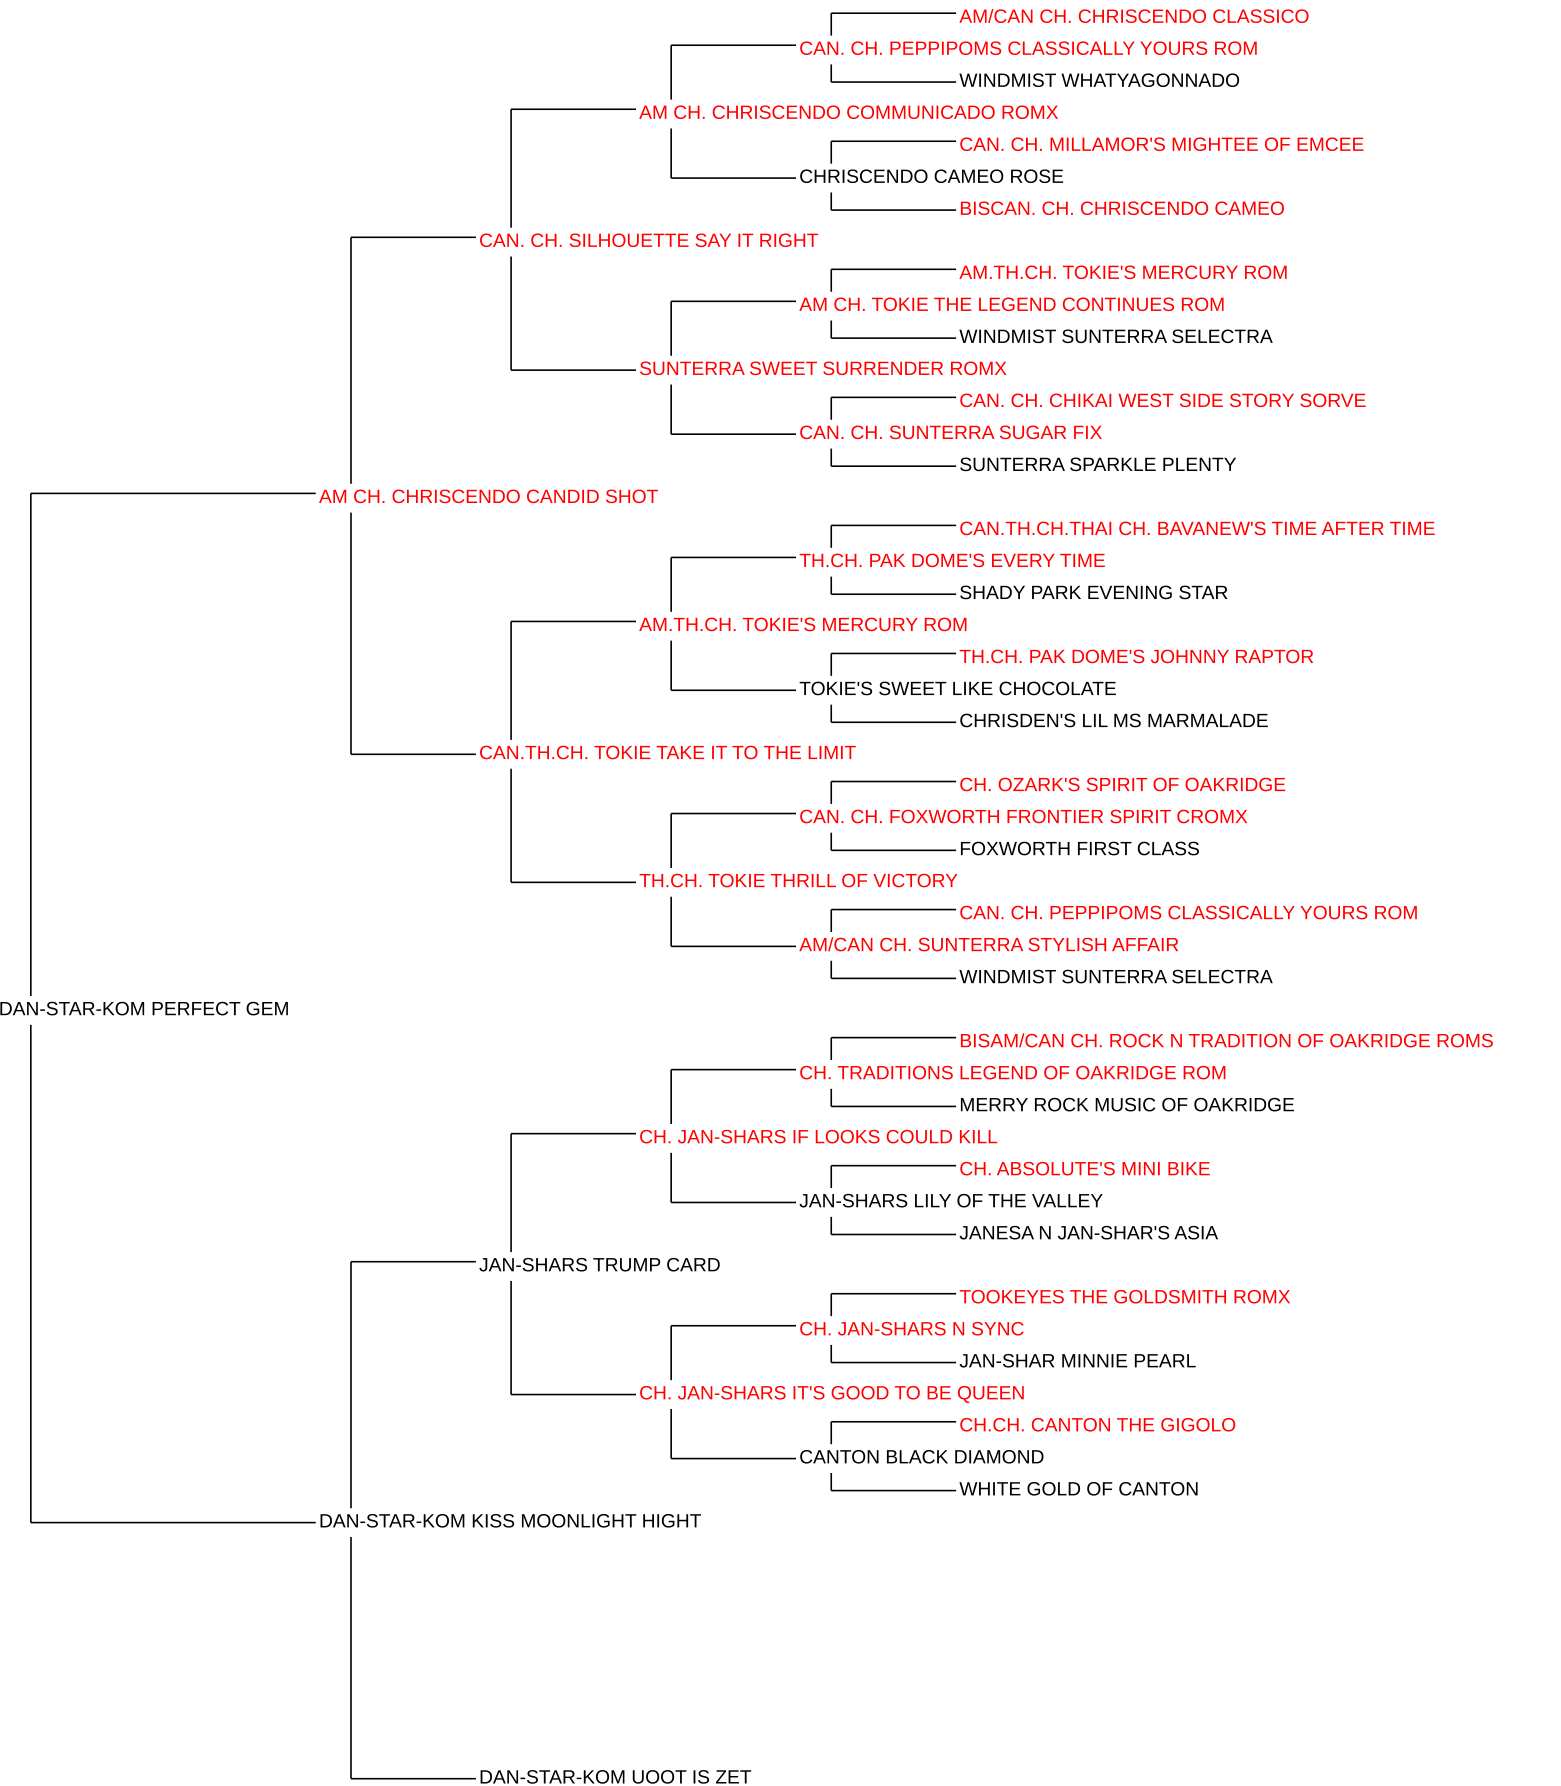 AM/CAN CH. CHRISCENDO CLASSICO
CAN. CH. PEPPIPOMS CLASSICALLY YOURS ROM
WINDMIST WHATYAGONNADO
AM CH. CHRISCENDO COMMUNICADO ROMX
CAN. CH. MILLAMOR'S MIGHTEE OF EMCEE
CHRISCENDO CAMEO ROSE
BISCAN. CH. CHRISCENDO CAMEO
CAN. CH. SILHOUETTE SAY IT RIGHT
AM.TH.CH. TOKIE'S MERCURY ROM
AM CH. TOKIE THE LEGEND CONTINUES ROM
WINDMIST SUNTERRA SELECTRA
SUNTERRA SWEET SURRENDER ROMX
CAN. CH. CHIKAI WEST SIDE STORY SORVE
CAN. CH. SUNTERRA SUGAR FIX
SUNTERRA SPARKLE PLENTY
AM CH. CHRISCENDO CANDID SHOT
CAN.TH.CH.THAI CH. BAVANEW'S TIME AFTER TIME
TH.CH. PAK DOME'S EVERY TIME
SHADY PARK EVENING STAR
AM.TH.CH. TOKIE'S MERCURY ROM
TH.CH. PAK DOME'S JOHNNY RAPTOR
TOKIE'S SWEET LIKE CHOCOLATE
CHRISDEN'S LIL MS MARMALADE
CAN.TH.CH. TOKIE TAKE IT TO THE LIMIT
CH. OZARK'S SPIRIT OF OAKRIDGE
CAN. CH. FOXWORTH FRONTIER SPIRIT CROMX
FOXWORTH FIRST CLASS
TH.CH. TOKIE THRILL OF VICTORY
CAN. CH. PEPPIPOMS CLASSICALLY YOURS ROM
AM/CAN CH. SUNTERRA STYLISH AFFAIR
WINDMIST SUNTERRA SELECTRA
DAN-STAR-KOM PERFECT GEM
BISAM/CAN CH. ROCK N TRADITION OF OAKRIDGE ROMS
CH. TRADITIONS LEGEND OF OAKRIDGE ROM
MERRY ROCK MUSIC OF OAKRIDGE
CH. JAN-SHARS IF LOOKS COULD KILL
CH. ABSOLUTE'S MINI BIKE
JAN-SHARS LILY OF THE VALLEY
JANESA N JAN-SHAR'S ASIA
JAN-SHARS TRUMP CARD
TOOKEYES THE GOLDSMITH ROMX
CH. JAN-SHARS N SYNC
JAN-SHAR MINNIE PEARL
CH. JAN-SHARS IT'S GOOD TO BE QUEEN
CH.CH. CANTON THE GIGOLO
CANTON BLACK DIAMOND
WHITE GOLD OF CANTON
DAN-STAR-KOM KISS MOONLIGHT HIGHT
DAN-STAR-KOM UOOT IS ZET